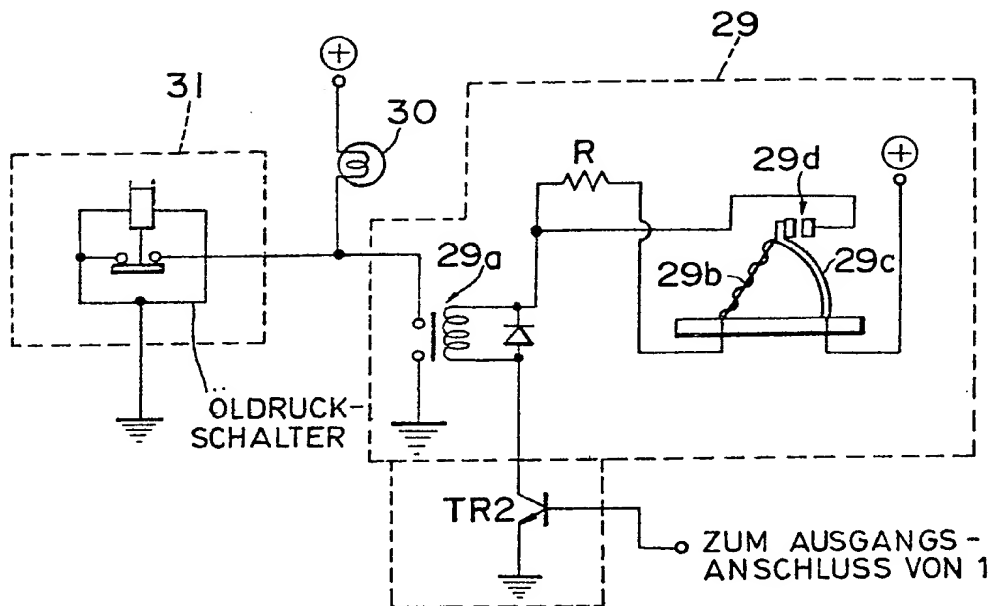 29
31
30
R
29d
29a
29b
29c
ÖLDRUCK-
SCHALTER
TR2
ZUM AUSGANGS-
ANSCHLUSS VON 1